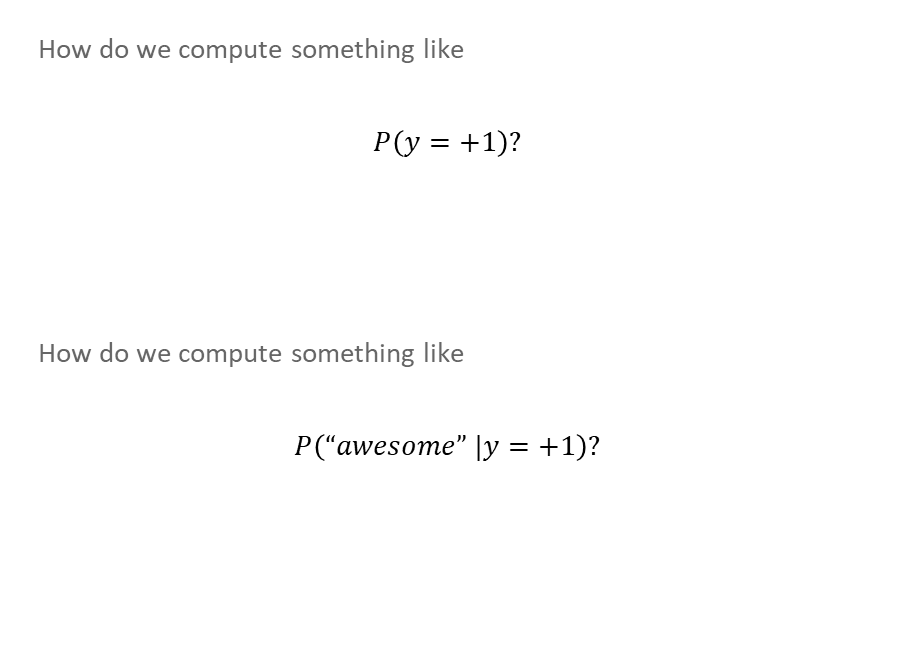 How do we compute something like
P(y = +1)?
How do we compute something like
P(“awesome” |y = +1)?